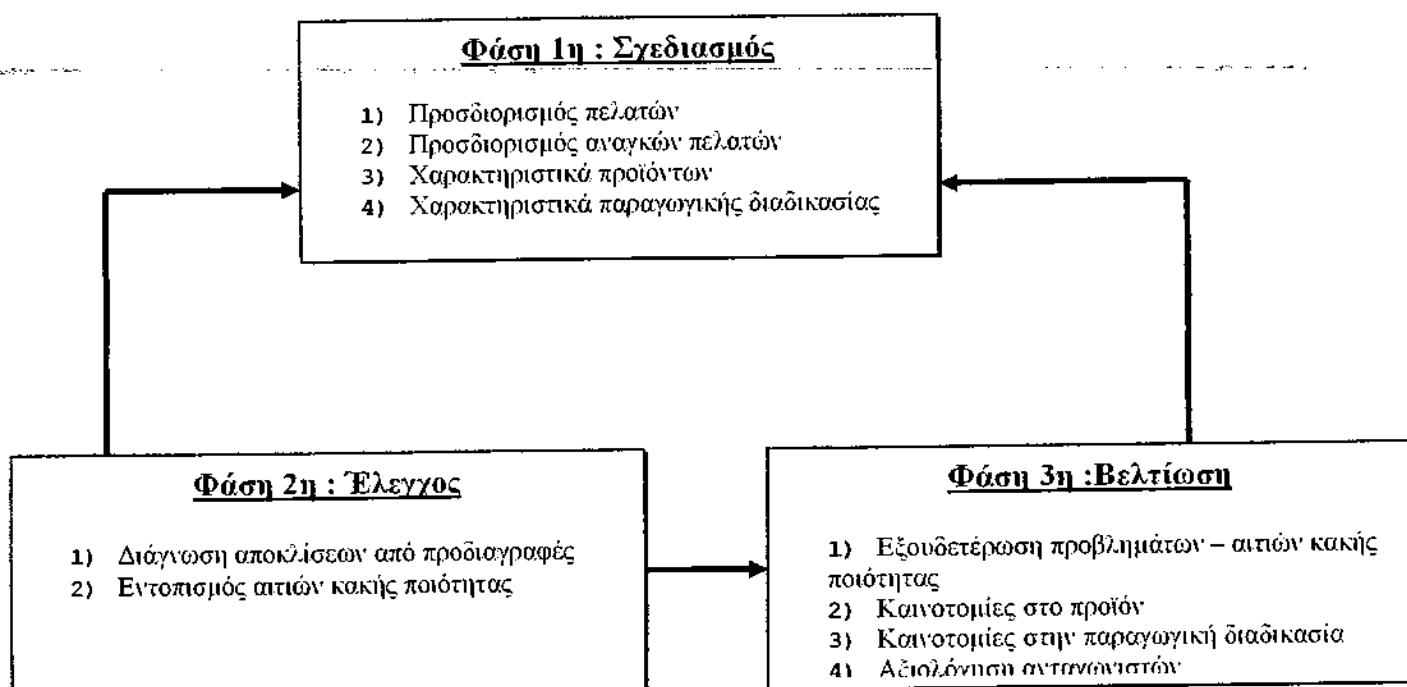 Φάση 1η : Σχεδιασμός
1) Προσδιορισμός πελατών
2) Προσδιορισμός αναγκών πελατών
3) Χαρακτηριστικά προϊόντων
4) Χαρακτηριστικά παραγωγικής διαδικασίας
Φάση 2η : Έλεγχος
1) Διάγνωση αποκλίσεων από προδιαγραφές
2) Εντοπισμός αιτιών κακής ποιότητας
Φάση 3η :Βελτίωση
1) Εξουδετέρωση προβλημάτων – αιτιών κακής
ποιότητας
2) Καινοτομίες στο προϊόν
3) Καινοτομίες στην παραγωγική διαδικασία
4) Αξιολόγηση ανταγωνιστών